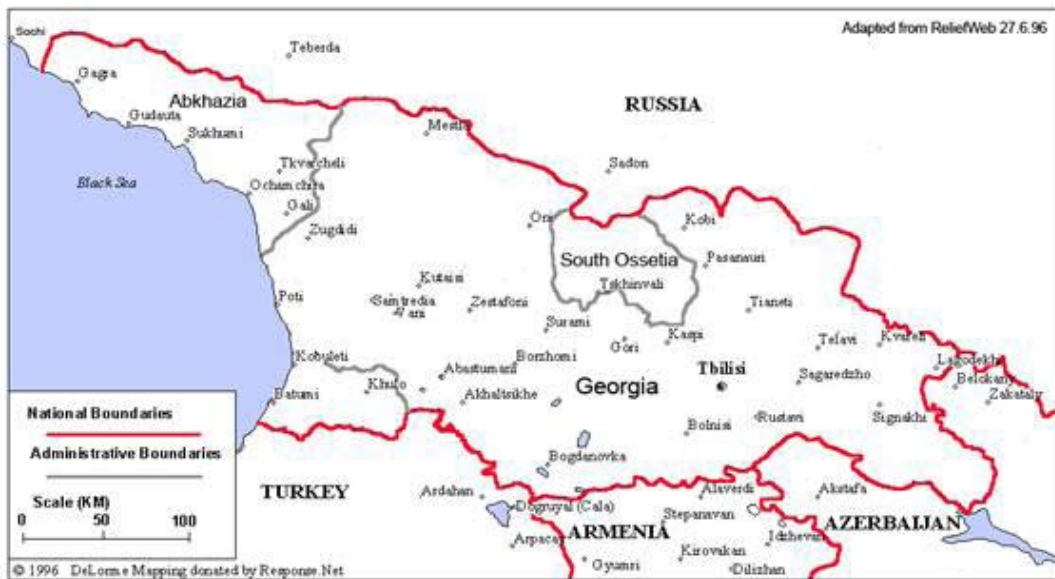 Adapted from ReliefWeb 27.6.96
Sochi
Teberda
Gagra
Abkhazia
RUSSIA
Gudauta
Sukhumi
Mestia
Black Sea
Tkvarcheli
Sadon
Ochamchira
Gali
Oni
Kobi
Zugdidi
South Ossetia
Pasanauri
Kutaisi
Tskhinvali
Poti
Samtredia
Vani
Zestafoni
Tianeti
Surami
Gori
Kaspi
Telavi
Kvareli
Kobuleti
Borzhomi
Tbilisi
Lagodekhi
Abastumani
Khulo
Georgia
Sagaredzho
Belokany
Batumi
Akhaltsikhe
Zakataly
National Boundaries
Rustavi
Signakhi
Bolnisi
Administrative Boundaries
Bogdanovka
TURKEY
Ardahan
Alaverdi
Akstafa
Scale (KM)
Dogruyal (Cala)
0 50 100
ARMENIA
Stepanavan
AZERBAIJAN
Idzhevan
Arpacay
Gyumri
Kirovakan
Dilizhan
© 1996 DeLorme Mapping donated by Response.Net